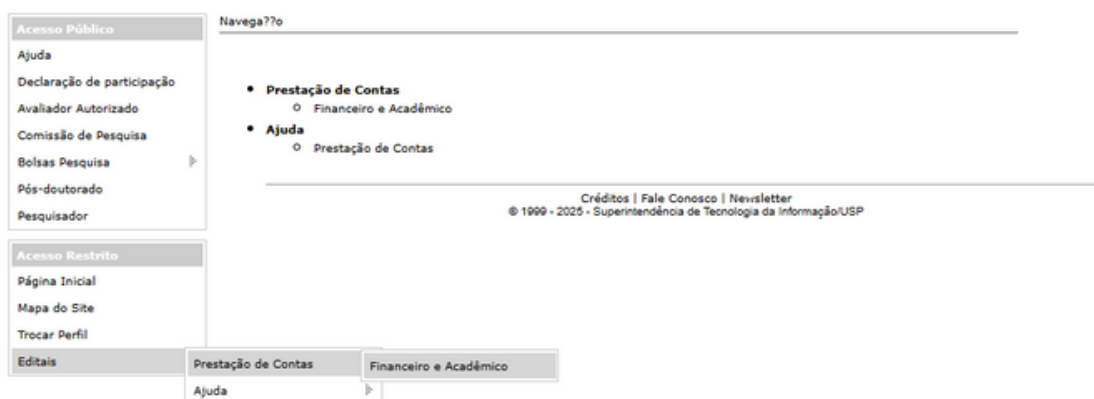 Acesso Público
Ajuda
Declaração de participação
Avaliador Autorizado
Comissão de Pesquisa
Bolsas Pesquisa
Pós-doutorado
Pesquisador
Acesso Restrito
Página Inicial
Mapa do Site
Trocar Perfil
Editais
Prestação de Contas
Ajuda
Financeiro e Acadêmico
Navega??o
Prestação de Contas
Financeiro e Acadêmico
Ajuda
Prestação de Contas
Créditos | Fale Conosco | Newsletter
© 1999 - 2025 - Superintendência de Tecnologia da Informação/USP